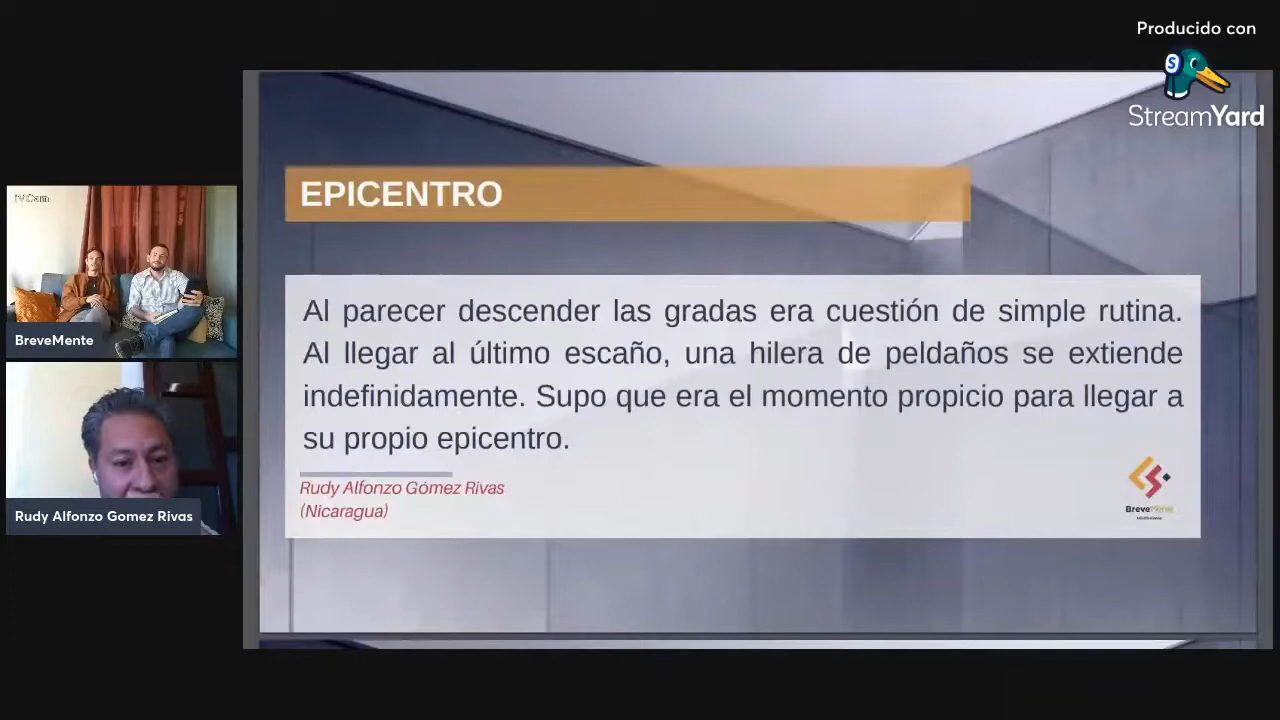 Producido con
StreamYard
iVCam
BreveMente
Rudy Alfonzo Gomez Rivas
EPICENTRO
Al parecer descender las gradas era cuestión de simple rutina.
Al llegar al último escaño, una hilera de peldaños se extiende
indefinidamente. Supo que era el momento propicio para llegar a
su propio epicentro.
Rudy Alfonzo Gómez Rivas
(Nicaragua)
BreveMente